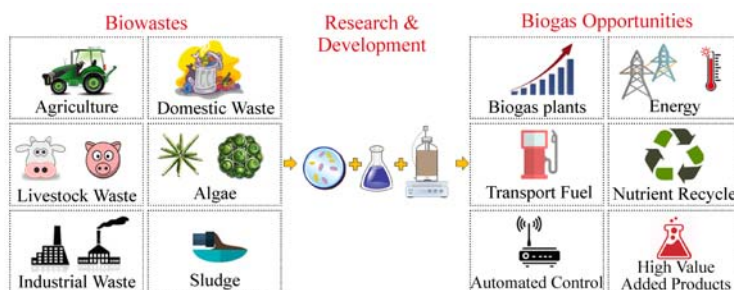 Biowastes
Research &
Development
Biogas Opportunities
Agriculture
Domestic Waste
Livestock Waste
Algae
Industrial Waste
Sludge
Biogas plants
Energy
Transport Fuel
Nutrient Recycle
Automated Control
High Value
Added Products